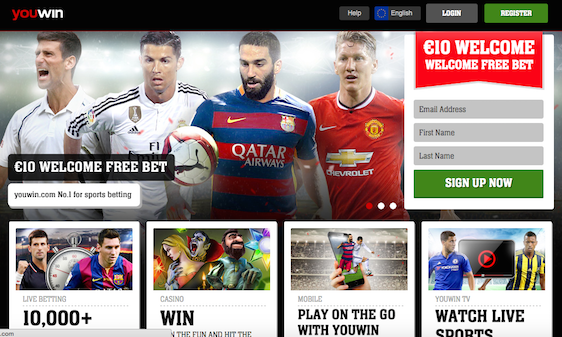 youwin
Help
English
LOGIN
REGISTER
€10 WELCOME
WELCOME FREE BET
Email Address
First Name
Last Name
SIGN UP NOW
QATAR
AIRWAYS
CHEVROLET
€10 WELCOME FREE BET
youwin.com No.1 for sports betting
LIVE BETTING
10,000+
CASINO
WIN
IN THE FUN AND HIT THE
MOBILE
PLAY ON THE GO
WITH YOUWIN
YOUWIN TV
WATCH LIVE
SPORTS
.com